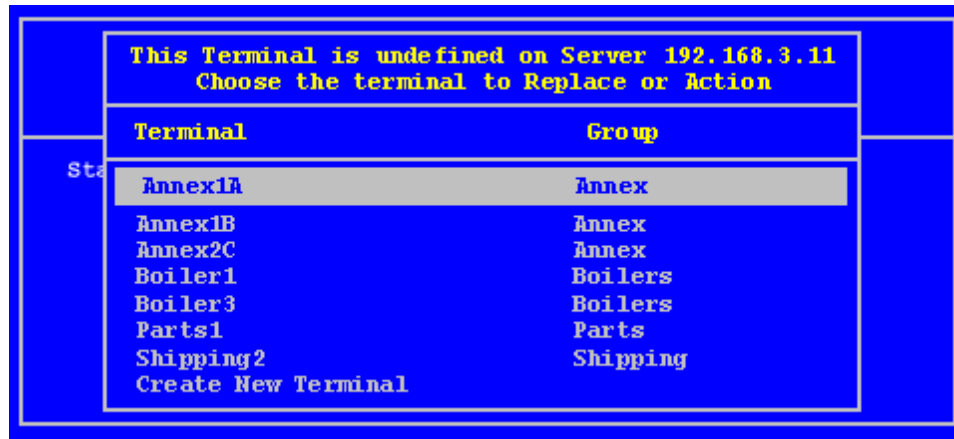 This Terminal is undefined on Server 192.168.3.11
Choose the terminal to Replace or Action
Terminal Group
Sta
Annex1A Annex
Annex1B Annex
Annex2C Annex
Boiler1 Boilers
Boiler3 Boilers
Parts1 Parts
Shipping2 Shipping
Create New Terminal